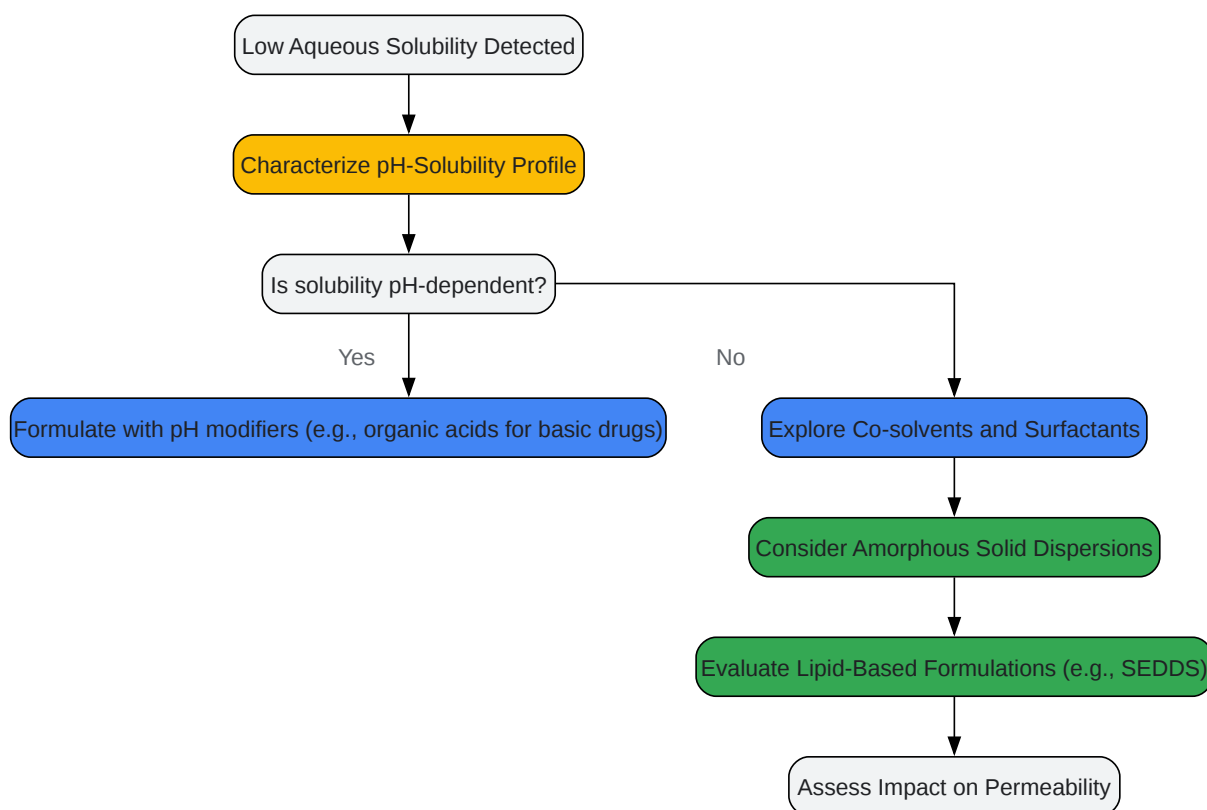 Low Aqueous Solubility Detected
Characterize pH-Solubility Profile
Is solubility pH-dependent?
Yes
No
Formulate with pH modifiers (e.g., organic acids for basic drugs)
Explore Co-solvents and Surfactants
Consider Amorphous Solid Dispersions
Evaluate Lipid-Based Formulations (e.g., SEDDS)
Assess Impact on Permeability